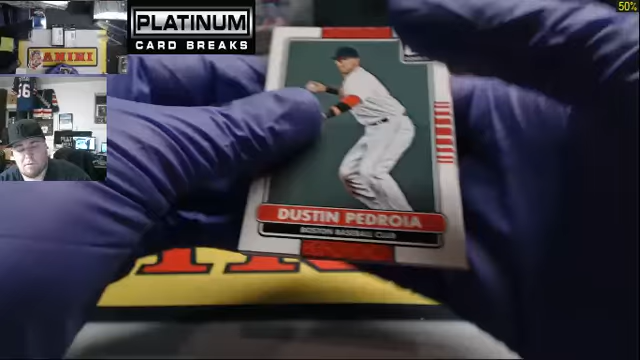 50%
PLATINUM
CARD BREAKS
PANINI
DUSTIN PEDROIA
BOSTON BASEBALL CLUB